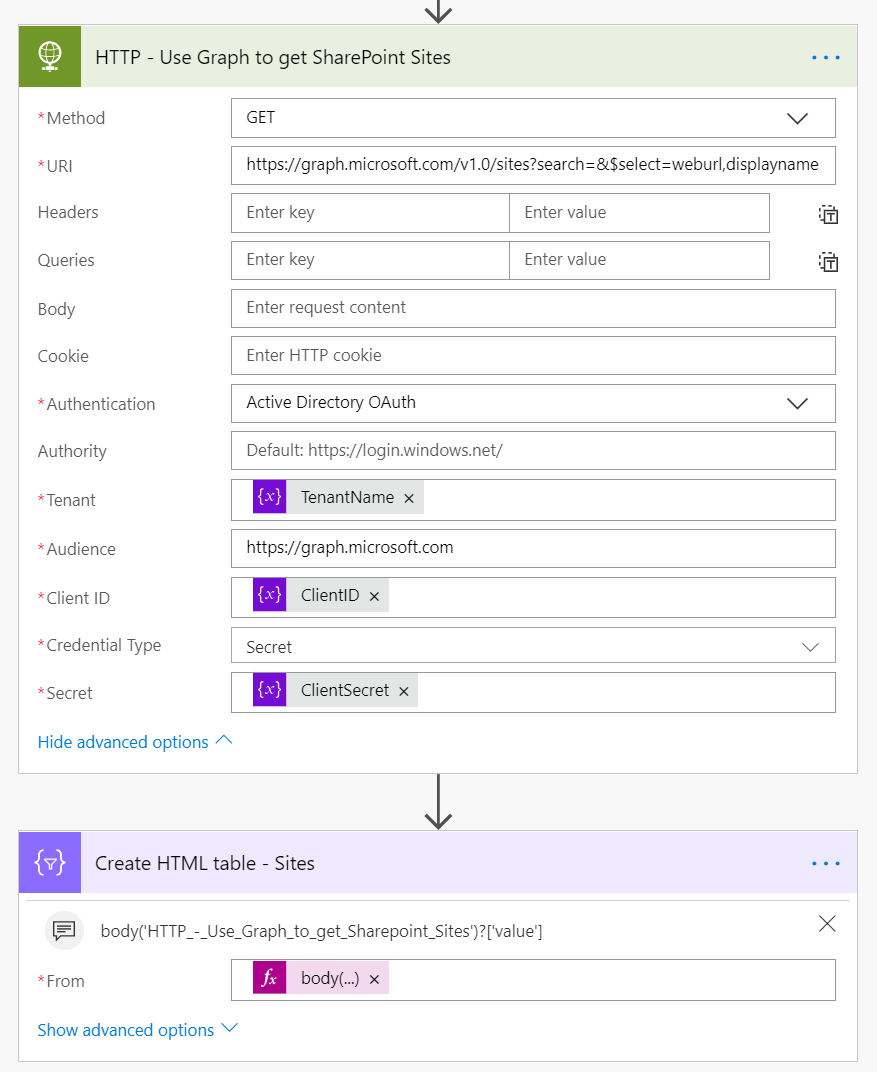 HTTP - Use Graph to get SharePoint Sites
*Method
GET
*URI
https://graph.microsoft.com/v1.0/sites?search=&$select=weburl,displayname
Headers
Enter key
Enter value
Queries
Enter key
Enter value
Body
Enter request content
Cookie
Enter HTTP cookie
*Authentication
Active Directory OAuth
Authority
Default: https://login.windows.net/
*Tenant
{x} TenantName ×
*Audience
https://graph.microsoft.com
*Client ID
{x} ClientID ×
*Credential Type
Secret
*Secret
{x} ClientSecret ×
Hide advanced options
Create HTML table - Sites
body('HTTP_-_Use_Graph_to_get_Sharepoint_Sites')?['value']
*From
fx body(...) ×
Show advanced options